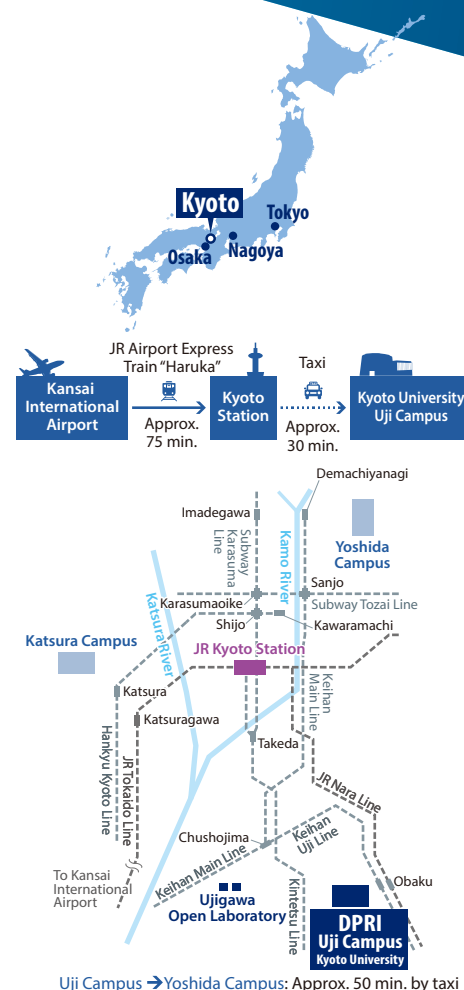 Kyoto
Tokyo
Nagoya
Osaka
JR Airport Express
Train “Haruka”
Taxi
Kansai
International
Airport
Kyoto
Station
Kyoto University
Uji Campus
Approx.
75 min.
Approx.
30 min.
Demachiyanagi
Imadegawa
Subway
Karasuma
Line
Kamo River
Yoshida
Campus
Katsura River
Sanjo
Karasumaoike
Subway Tozai Line
Shijo
Kawaramachi
Katsura Campus
JR Kyoto Station
Katsura
Keihan
Main Line
Katsuragawa
Hankyu Kyoto Line
JR Tokaido Line
Takeda
JR Nara Line
Keihan
Uji Line
Chushojima
Keihan Main Line
To Kansai
International
Airport
Ujigawa
Open Laboratory
Kintetsu Line
Obaku
DPRI
Uji Campus
Kyoto University
Uji Campus ➔ Yoshida Campus: Approx. 50 min. by taxi